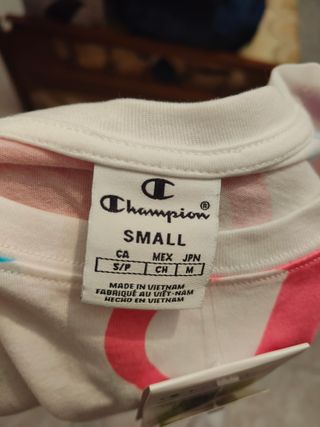 Champion®
SMALL
CA MEX JPN
S/P CH M
MADE IN VIETNAM
FABRIQUÉ AU VIÊT-NAM
HECHO EN VIETNAM